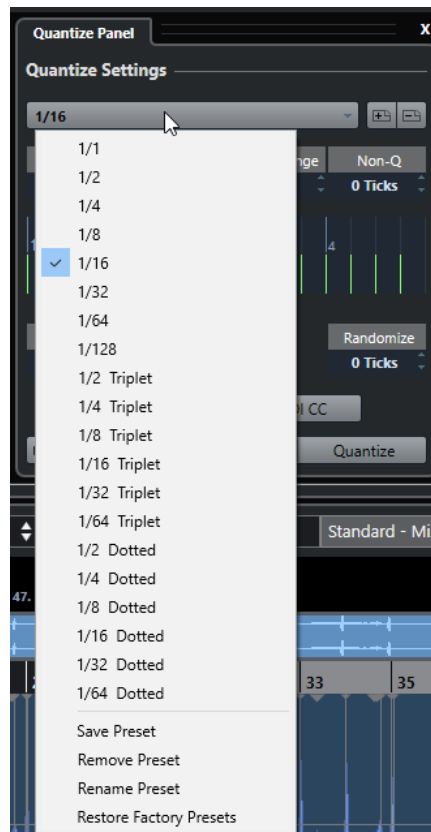 Quantize Panel
X
Quantize Settings
1/16
1/1
1/2
nge Non-Q
0 Ticks
1/4
1/8
1 4
1/16
1/32
1/64
Randomize
1/128
0 Ticks
1/2 Triplet
1/4 Triplet
DI CC
1/8 Triplet
Quantize
1/16 Triplet
1/32 Triplet
1/64 Triplet
Standard - Mi
1/2 Dotted
1/4 Dotted
47.
1/8 Dotted
1/16 Dotted
1/32 Dotted
33 35
1/64 Dotted
Save Preset
Remove Preset
Rename Preset
Restore Factory Presets